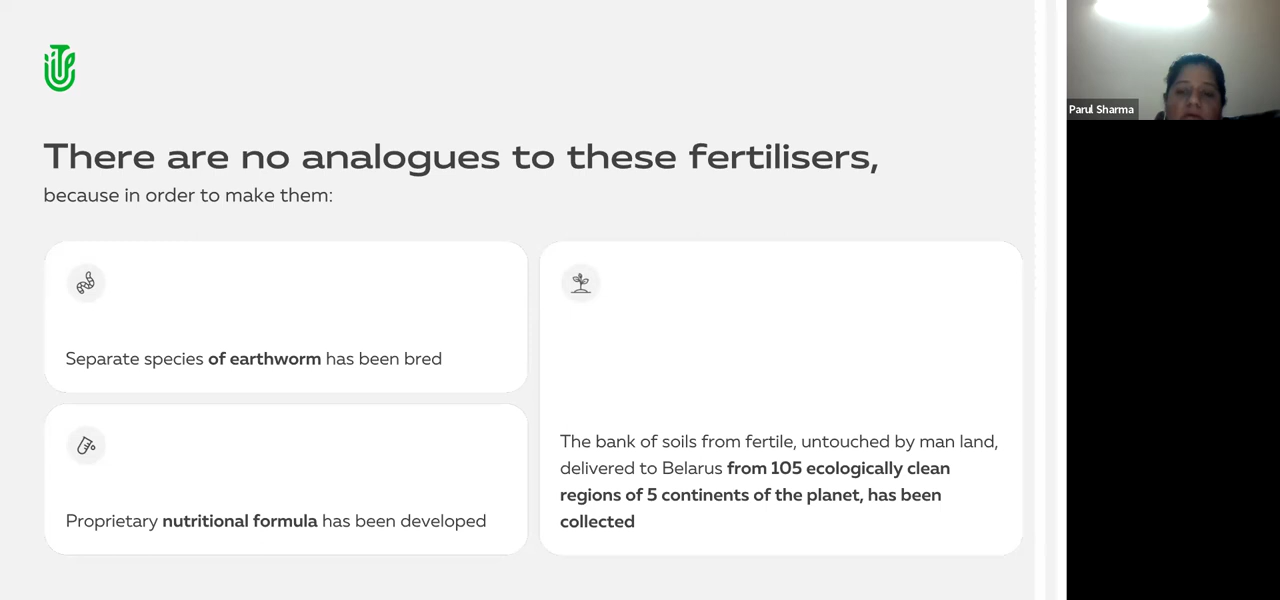 There are no analogues to these fertilisers,
because in order to make them:
Separate species of earthworm has been bred
Proprietary nutritional formula has been developed
The bank of soils from fertile, untouched by man land,
delivered to Belarus from 105 ecologically clean
regions of 5 continents of the planet, has been
collected
Parul Sharma